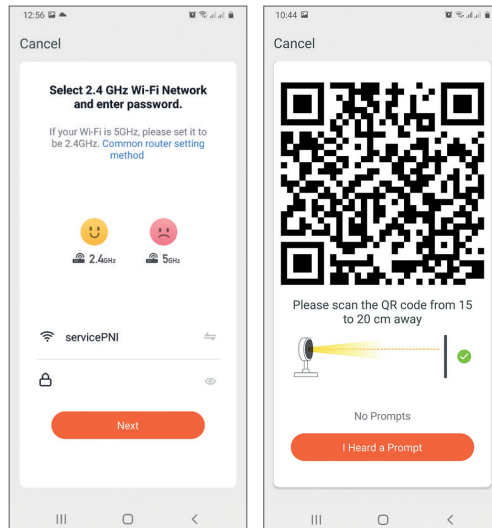 12:56
Cancel
Select 2.4 GHz Wi-Fi Network
and enter password.
If your Wi-Fi is 5GHz, please set it to
be 2.4GHz. Common router setting
method
2.4GHz 5GHz
servicePNI
Next
10:44
Cancel
Please scan the QR code from 15
to 20 cm away
No Prompts
I Heard a Prompt